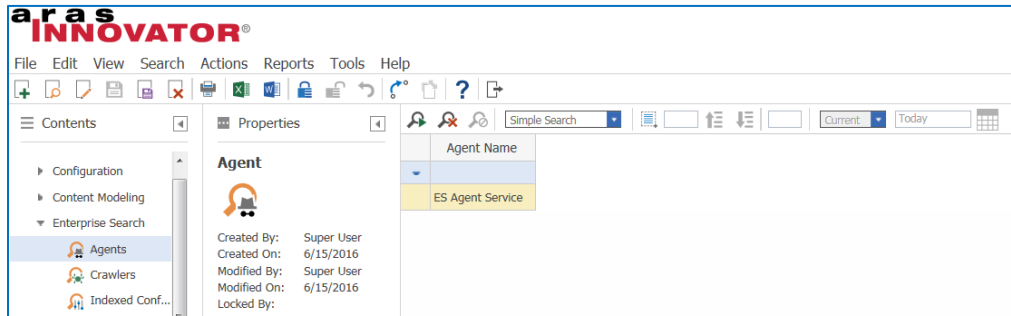 aras
INNOVATOR®
File Edit View Search Actions Reports Tools Help
Contents
Properties
Simple Search
Current
Today
Configuration
Content Modeling
Enterprise Search
Agents
Crawlers
Indexed Conf...
Agent
Created By: Super User
Created On: 6/15/2016
Modified By: Super User
Modified On: 6/15/2016
Locked By:
Agent Name
ES Agent Service